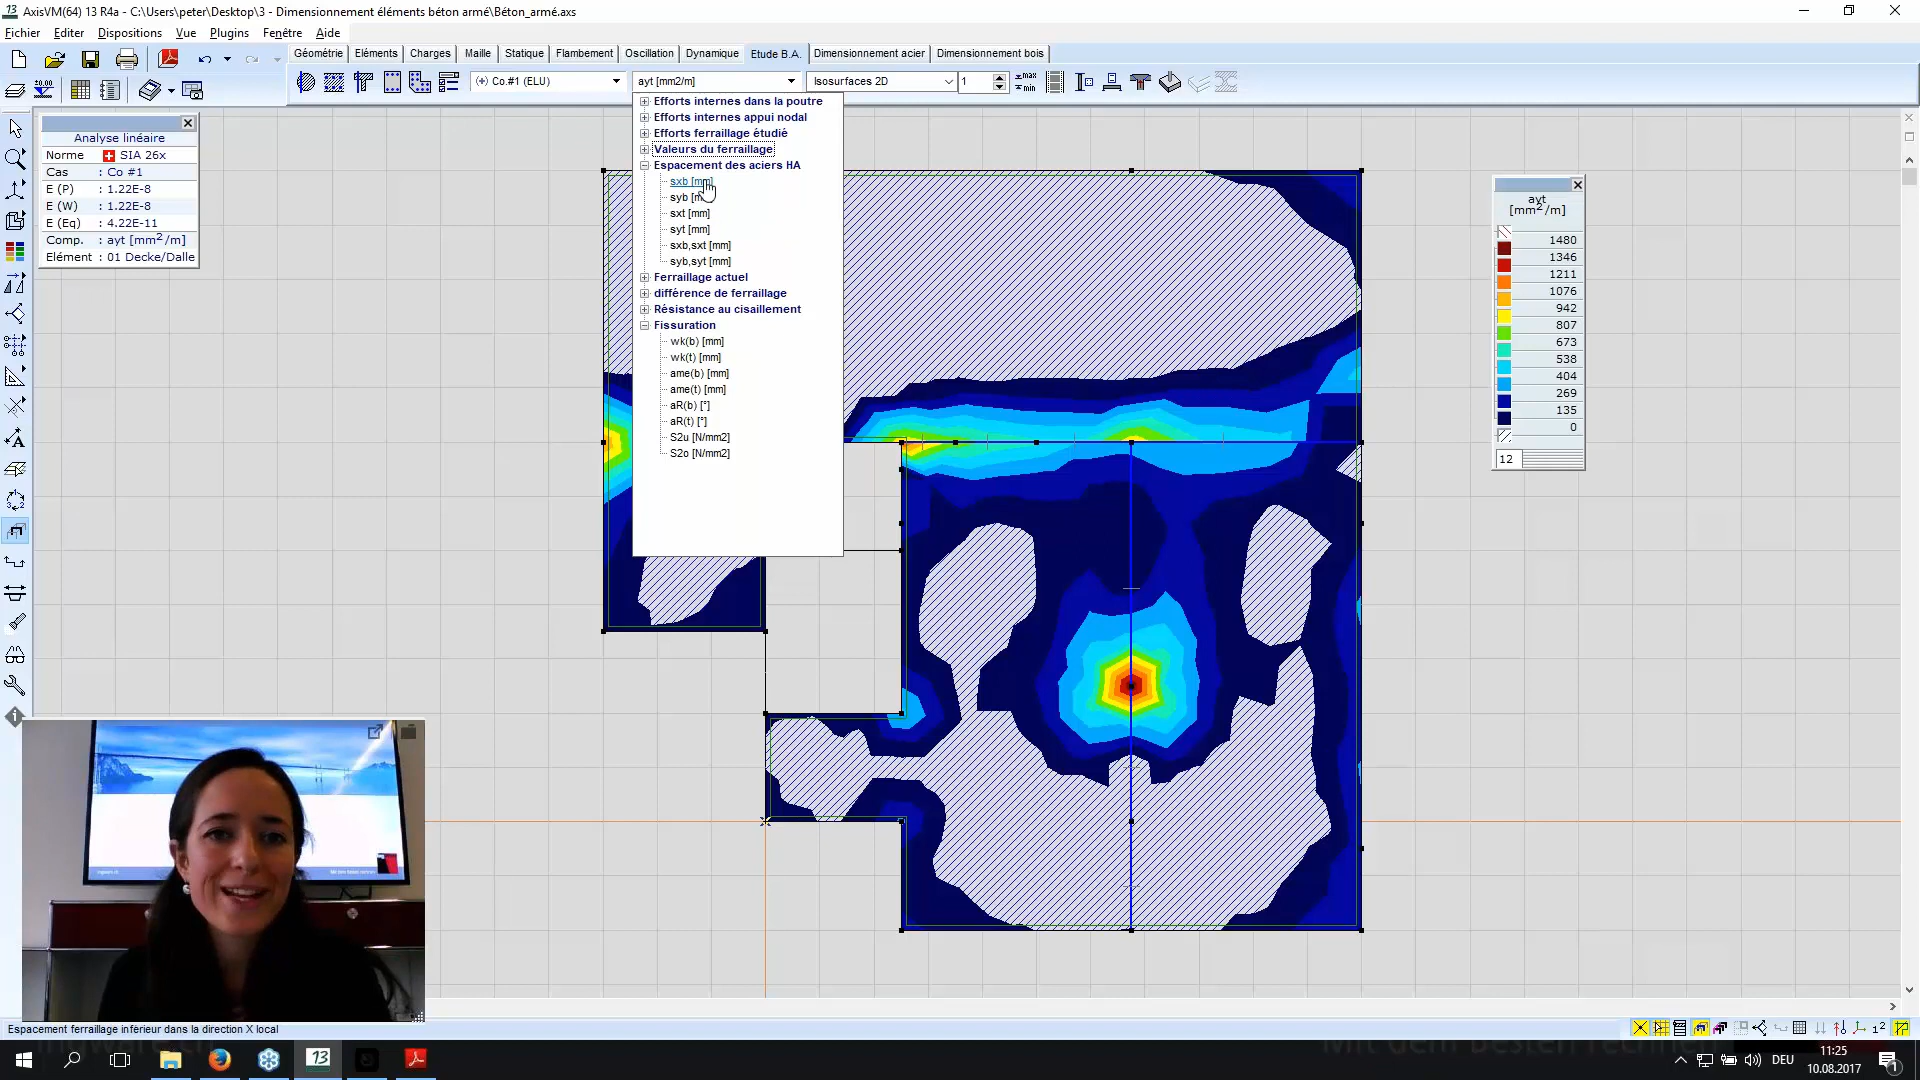 AxisVM(64) 13 R4a - C:\Users\peter\Desktop\3 - Dimensionnement éléments béton armé\Béton_armé.axs
Fichier Editer Dispositions Vue Plugins Fenêtre Aide
Géométrie Eléments Charges Maille Statique Flambement Oscillation Dynamique Etude B.A. Dimensionnement acier Dimensionnement bois
(+) Co.#1 (ELU) ayt [mm2/m] Isosurfaces 2D 1
Analyse linéaire
Norme SIA 26x
Cas : Co #1
E (P) : 1.22E-8
E (W) : 1.22E-8
E (Eq) : 4.22E-11
Comp. : ayt [mm2/m]
Elément : 01 Decke/Dalle
Efforts internes dans la poutre
Efforts internes appui nodal
Efforts ferraillage étudié
Valeurs du ferraillage
Espacement des aciers HA
sxb [mm]
syb [m
sxt [mm]
syt [mm]
sxb,sxt [mm]
syb,syt [mm]
Ferraillage actuel
différence de ferraillage
Résistance au cisaillement
Fissuration
wk(b) [mm]
wk(t) [mm]
ame(b) [mm]
ame(t) [mm]
aR(b) [°]
aR(t) [°]
S2u [N/mm2]
S2o [N/mm2]
ayt
[mm2/m]
1480
1346
1211
1076
942
807
673
538
404
269
135
0
12
Espacement ferraillage inférieur dans la direction X local
13
DEU
11:25
10.08.2017
1